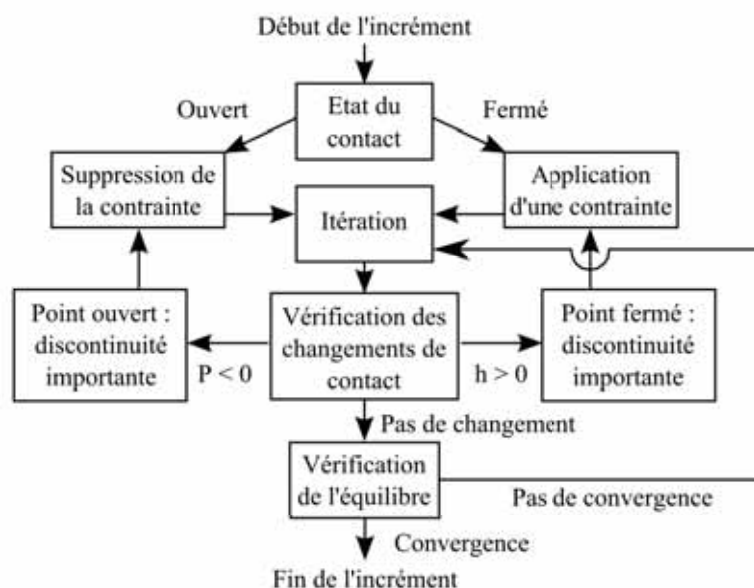 Début de l'incrément
Ouvert
Etat du
contact
Fermé
Suppression de
la contrainte
Itération
Application
d'une contrainte
Point ouvert :
discontinuité
importante
P < 0
Vérification des
changements de
contact
h > 0
Point fermé :
discontinuité
importante
Pas de changement
Vérification
de l'équilibre
Pas de convergence
Convergence
Fin de l'incrément